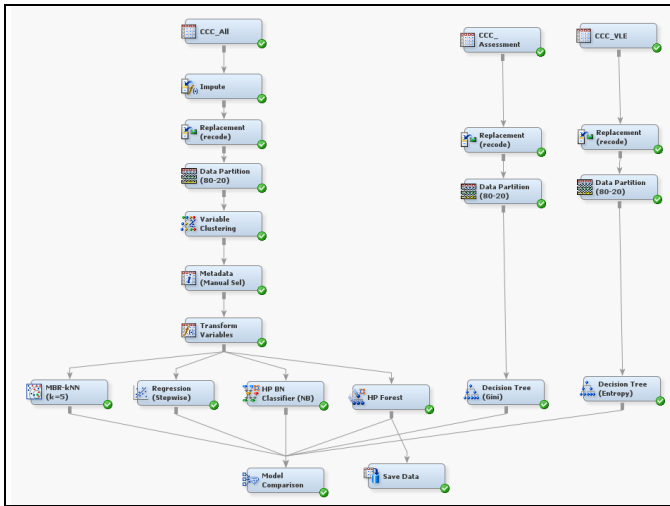 CCC_All
CCC_
Assessment
CCC_VLE
Impute
Replacement
(recode)
Replacement
(recode)
Replacement
(recode)
Data Partition
(80-20)
Data Partition
(80-20)
Data Partition
(80-20)
Variable
Clustering
Metadata
(Manual Sel)
Transform
Variables
MBR-kNN
(k=5)
Regression
(Stepwise)
HP BN
Classifier (NB)
HP Forest
Decision Tree
(Gini)
Decision Tree
(Entropy)
Model
Comparison
Save Data